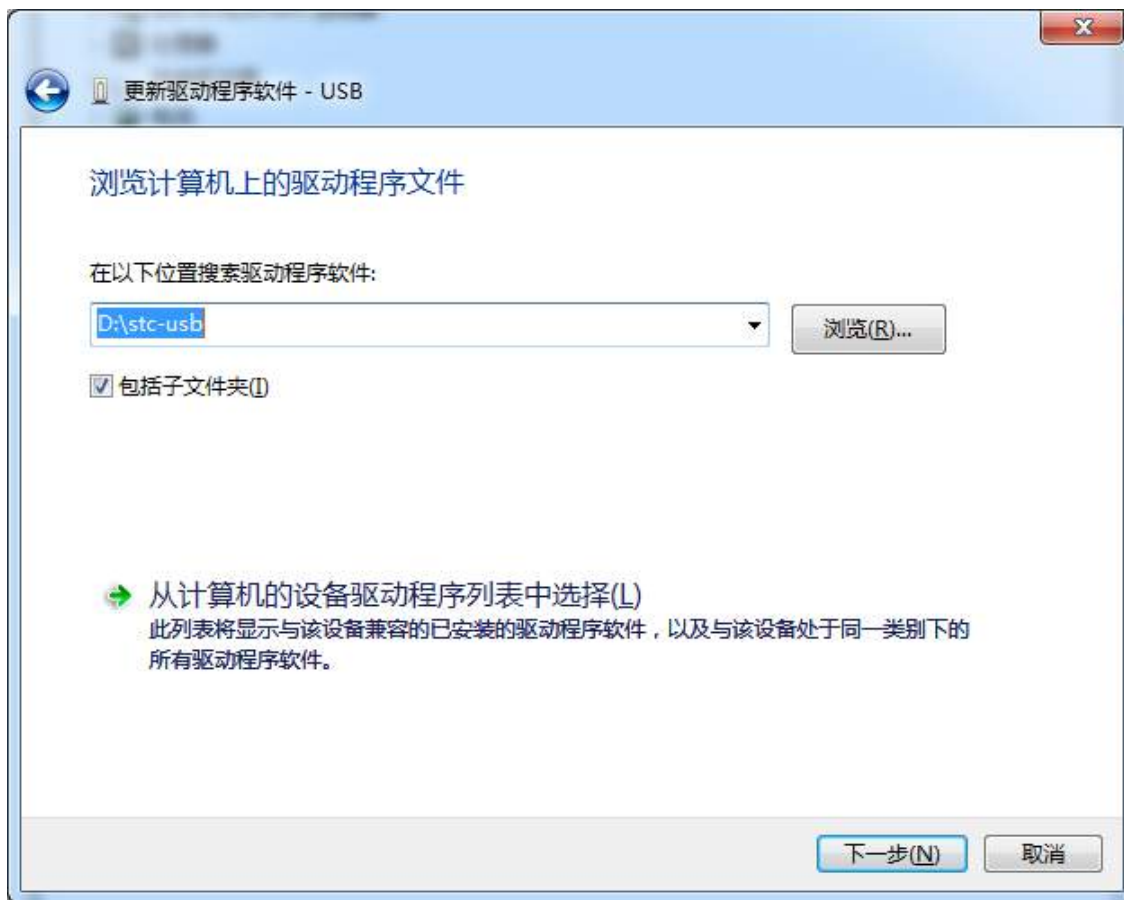 更新驱动程序软件 - USB
浏览计算机上的驱动程序文件
在以下位置搜索驱动程序软件:
D:\stc-usb
浏览(R)...
包括子文件夹(I)
从计算机的设备驱动程序列表中选择(L)
此列表将显示与该设备兼容的已安装的驱动程序软件，以及与该设备处于同一类别下的
所有驱动程序软件。
下一步(N)
取消